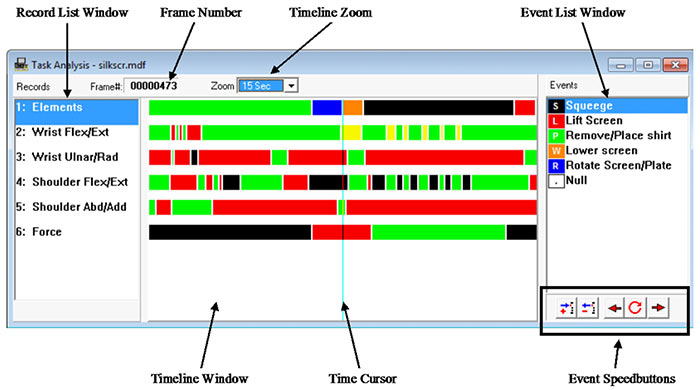 Record List Window
Frame Number
Timeline Zoom
Event List Window
Task Analysis - silkscr.mdf
Records
Frame#: 00000473
Zoom 15 Sec
Events
1: Elements
2: Wrist Flex/Ext
3: Wrist Ulnar/Rad
4: Shoulder Flex/Ext
5: Shoulder Abd/Add
6: Force
S Squeege
L Lift Screen
P Remove/Place shirt
W Lower screen
R Rotate Screen/Plate
. Null
Timeline Window
Time Cursor
Event Speedbuttons